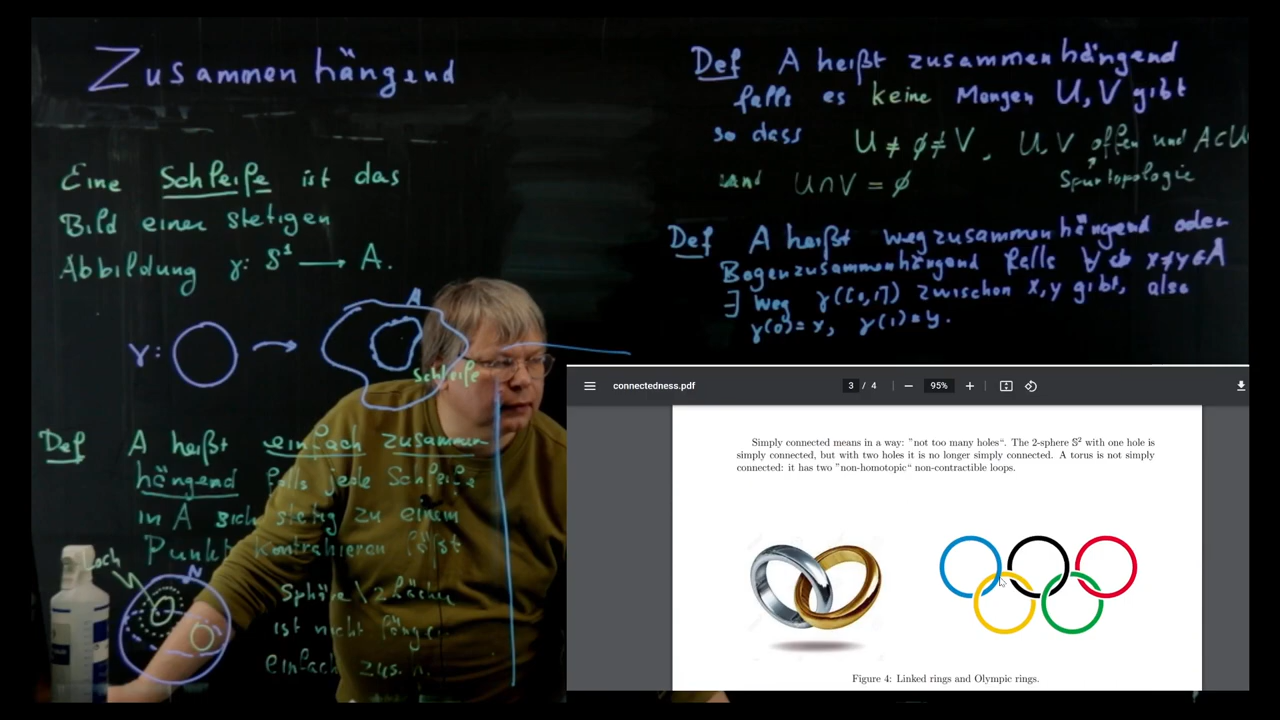 Zusammenhängend
Eine Schleife ist das
Bild einer stetigen
Abbildung γ: S¹ ⟶ A.
γ:
A
Schleife
Def A heißt einfach zusammen-
hängend falls jede Schleife
in A sich stetig zu einem
Punkt kontrahieren läßt
Loch
Sphäre \ 2 Löcher
ist nicht länger
einfach zus.
Def A heißt zusammenhängend
falls es keine Mengen U, V gibt
so dass U ≠ ∅ ≠ V, U, V offen und A ⊂ U
und U ∩ V = ∅ Spurtopologie
Def A heißt wegzusammenhängend oder
Bogenzusammenhängend falls ∀ x ≠ y ∈ A
∃ Weg γ([0,1]) zwischen x, y gibt, also
γ(0) = x, γ(1) = y.
connectedness.pdf 3 / 4 95%
Simply connected means in a way: ”not too many holes“. The 2-sphere S² with one hole is
simply connected, but with two holes it is no longer simply connected. A torus is not simply
connected: it has two ”non-homotopic“ non-contractible loops.
Figure 4: Linked rings and Olympic rings.